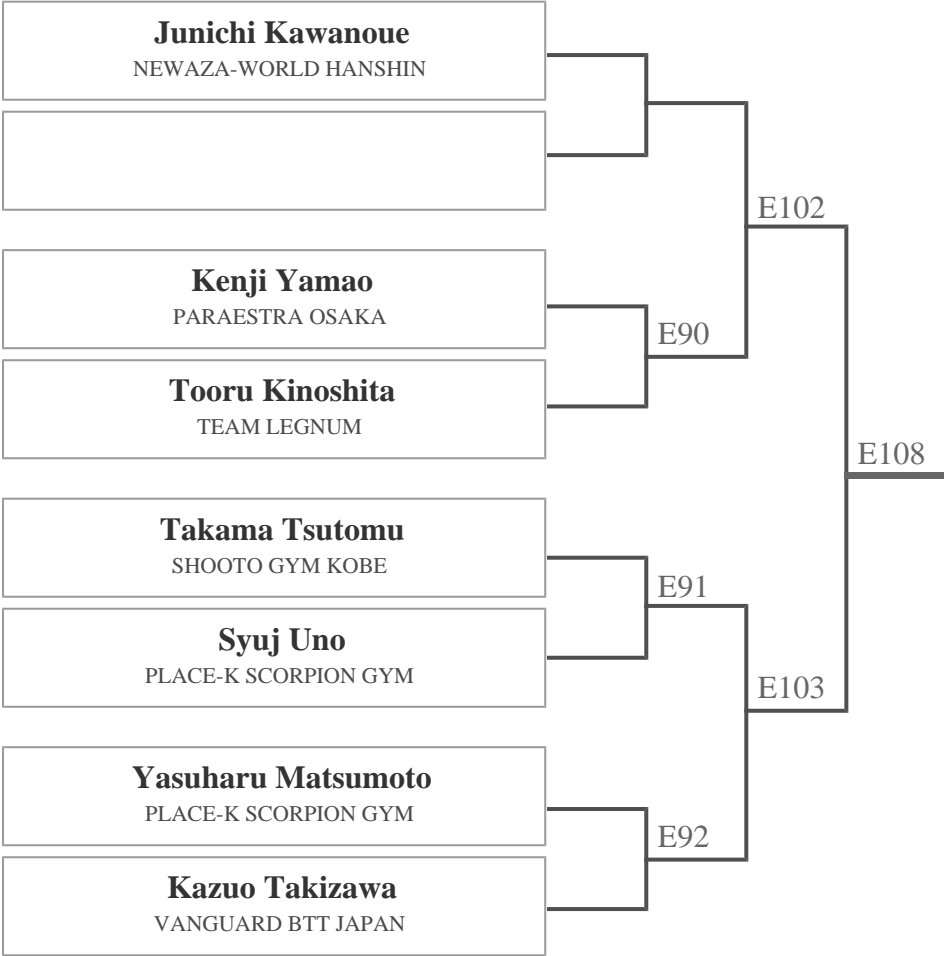 Junichi Kawanoue
NEWAZA-WORLD HANSHIN
E102
Kenji Yamao
PARAESTRA OSAKA
E90
Tooru Kinoshita
TEAM LEGNUM
E108
Takama Tsutomu
SHOOTO GYM KOBE
E91
Syuj Uno
PLACE-K SCORPION GYM
E103
Yasuharu Matsumoto
PLACE-K SCORPION GYM
E92
Kazuo Takizawa
VANGUARD BTT JAPAN